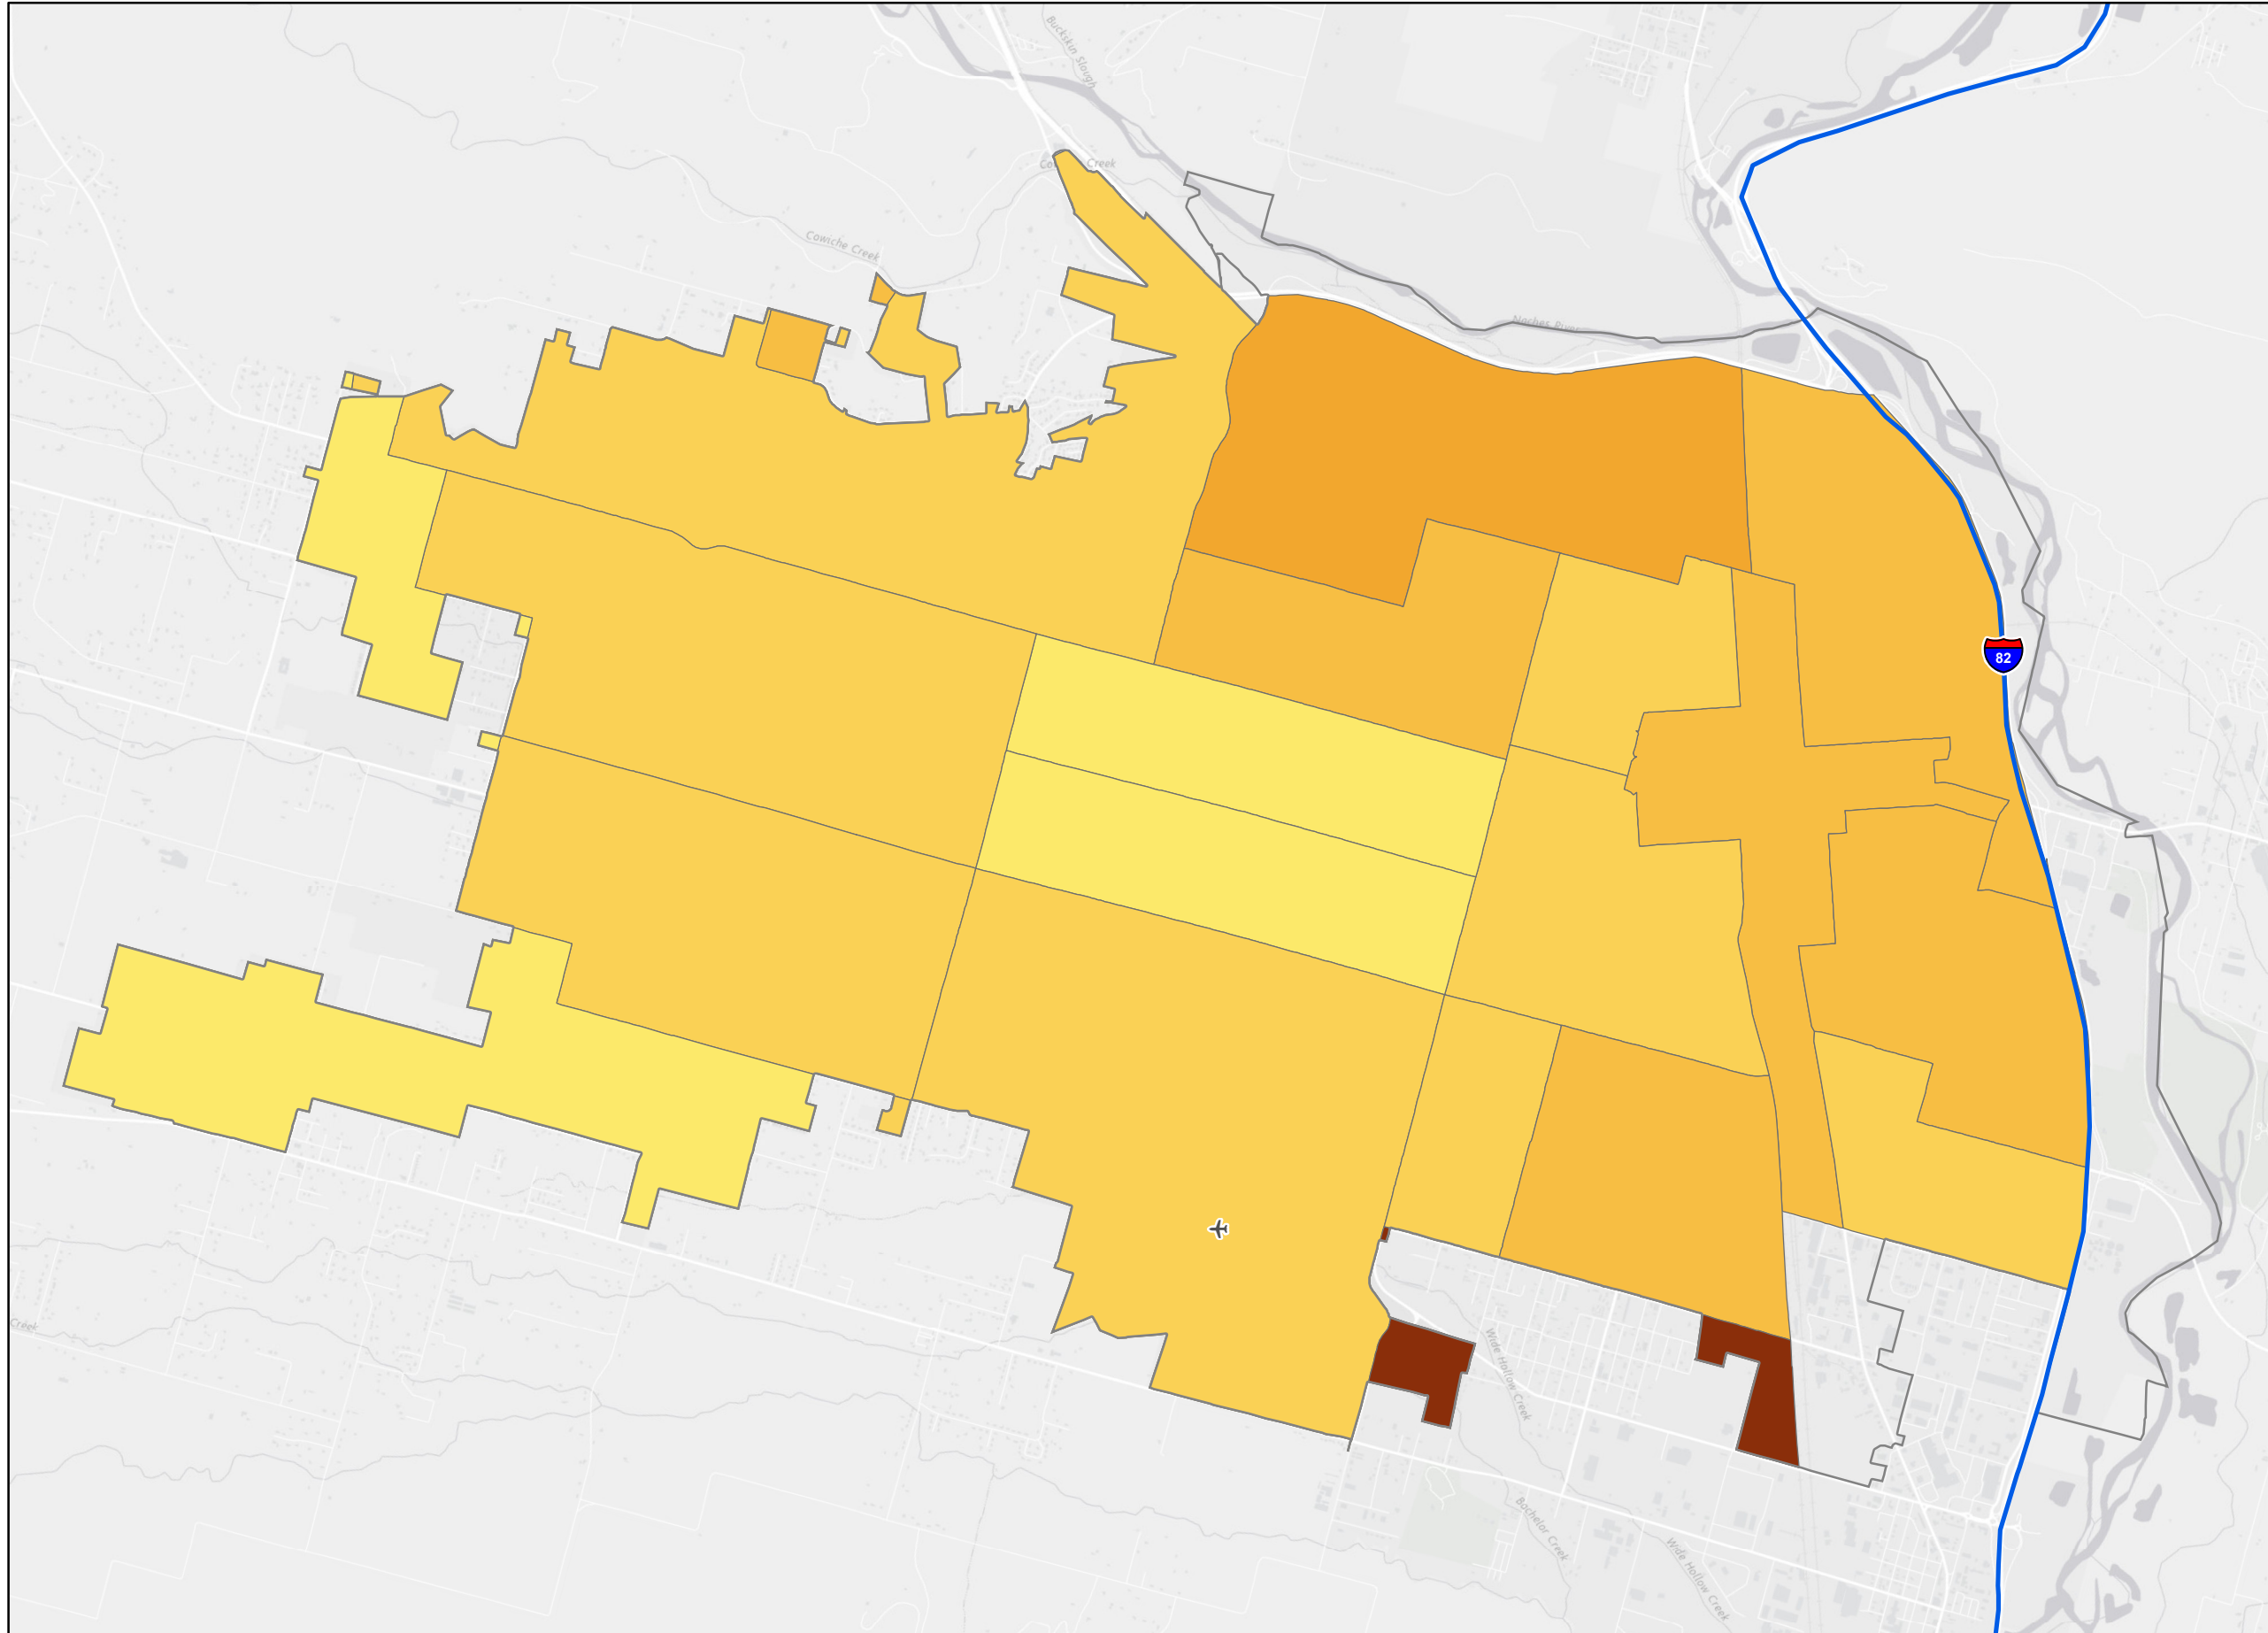 Buckskin Slough
Cowiche Creek
Cowiche Creek
Naches River
82
Creek
Wide Hollow Creek
Bachelor Creek
Wide Hollow Creek